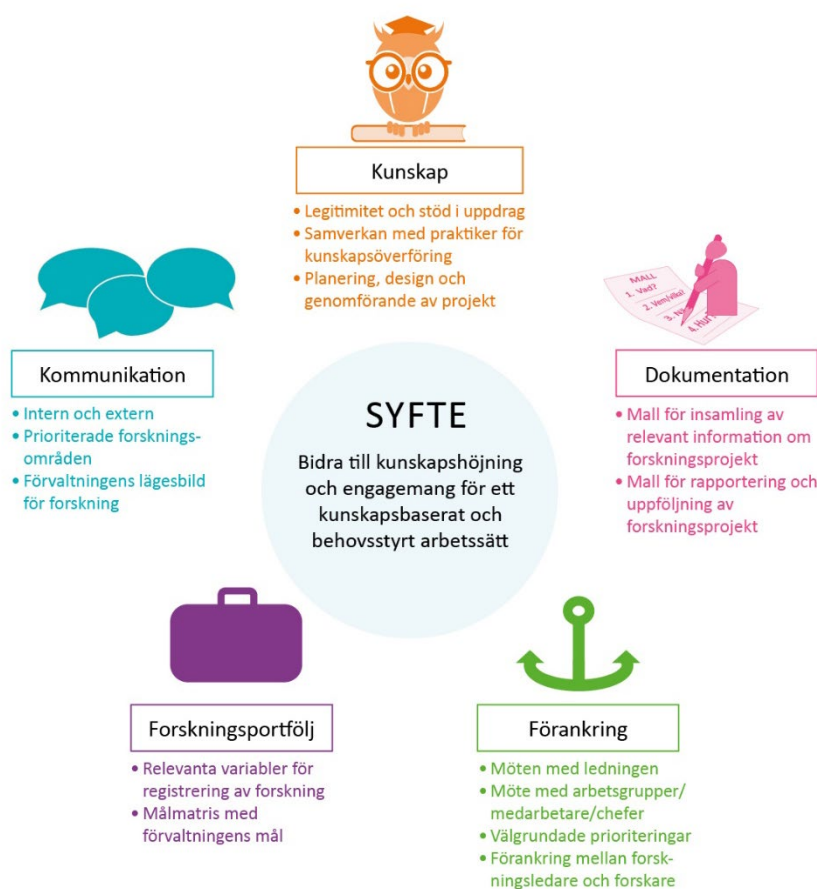 Kunskap
• Legitimitet och stöd i uppdrag
• Samverkan med praktiker för
kunskapsöverföring
• Planering, design och
genomförande av projekt
Kommunikation
• Intern och extern
• Prioriterade forsknings-
områden
• Förvaltningens lägesbild
för forskning
MALL
1. Vad?
2. Vem/vilka?
4. Hur?
Dokumentation
• Mall för insamling av
relevant information om
forskningsprojekt
• Mall för rapportering och
uppföljning av
forskningsprojekt
SYFTE
Bidra till kunskapshöjning
och engagemang för ett
kunskapsbaserat och
behovsstyrt arbetssätt
Forskningsportfölj
• Relevanta variabler för
registrering av forskning
• Målmatris med
förvaltningens mål
Förankring
• Möten med ledningen
• Möte med arbetsgrupper/
medarbetare/chefer
• Välgrundade prioriteringar
• Förankring mellan forsk-
ningsledare och forskare